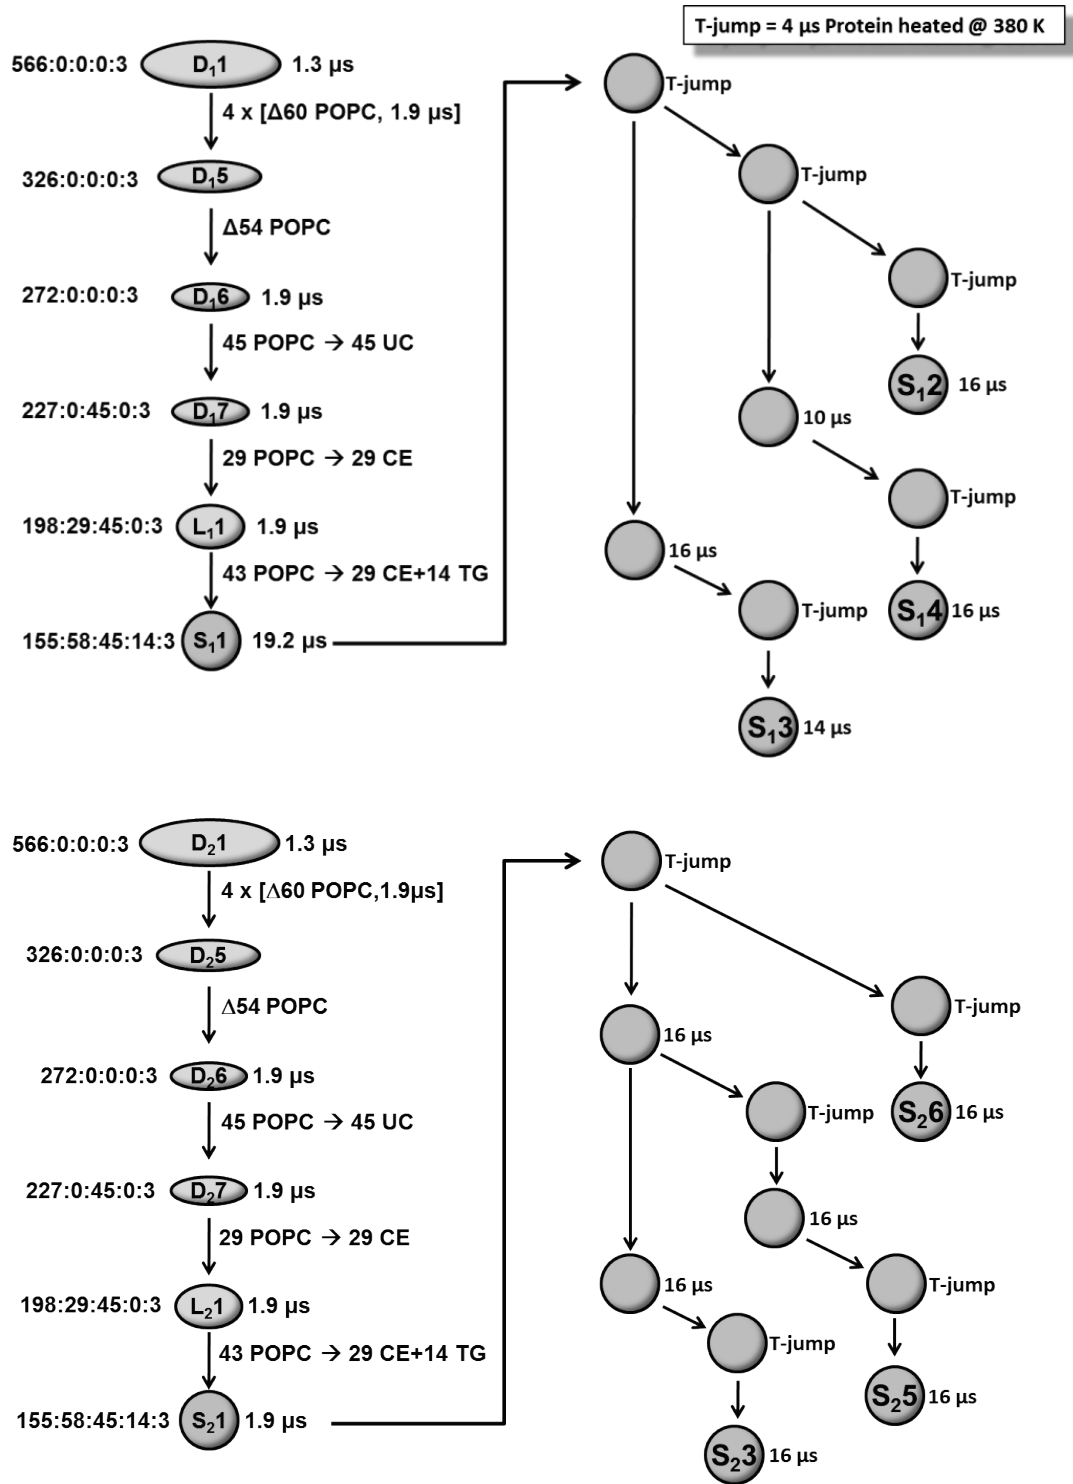 T-jump = 4 µs Protein heated @ 380 K
566:0:0:0:3 D₁1 1.3 µs
4 x [Δ60 POPC, 1.9 µs]
326:0:0:0:3 D₁5
Δ54 POPC
272:0:0:0:3 D₁6 1.9 µs
45 POPC → 45 UC
227:0:45:0:3 D₁7 1.9 µs
29 POPC → 29 CE
198:29:45:0:3 L₁1 1.9 µs
43 POPC → 29 CE+14 TG
155:58:45:14:3 S₁1 19.2 µs
T-jump
T-jump
T-jump
S₁2 16 µs
10 µs
T-jump
16 µs
T-jump
S₁4 16 µs
S₁3 14 µs
566:0:0:0:3 D₂1 1.3 µs
4 x [Δ60 POPC,1.9µs]
326:0:0:0:3 D₂5
Δ54 POPC
272:0:0:0:3 D₂6 1.9 µs
45 POPC → 45 UC
227:0:45:0:3 D₂7 1.9 µs
29 POPC → 29 CE
198:29:45:0:3 L₂1 1.9 µs
43 POPC → 29 CE+14 TG
155:58:45:14:3 S₂1 1.9 µs
T-jump
T-jump
16 µs
T-jump
S₂6 16 µs
16 µs
16 µs
T-jump
T-jump
S₂5 16 µs
S₂3 16 µs